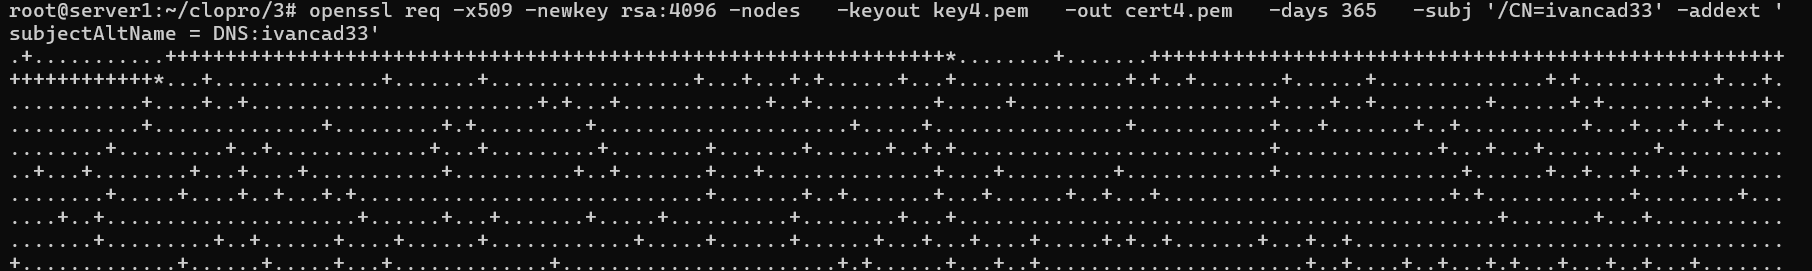 root@server1:~/clopro/3# openssl req -x509 -newkey rsa:4096 -nodes   -keyout key4.pem   -out cert4.pem   -days 365   -subj '/CN=ivancad33' -addext '
subjectAltName = DNS:ivancad33'